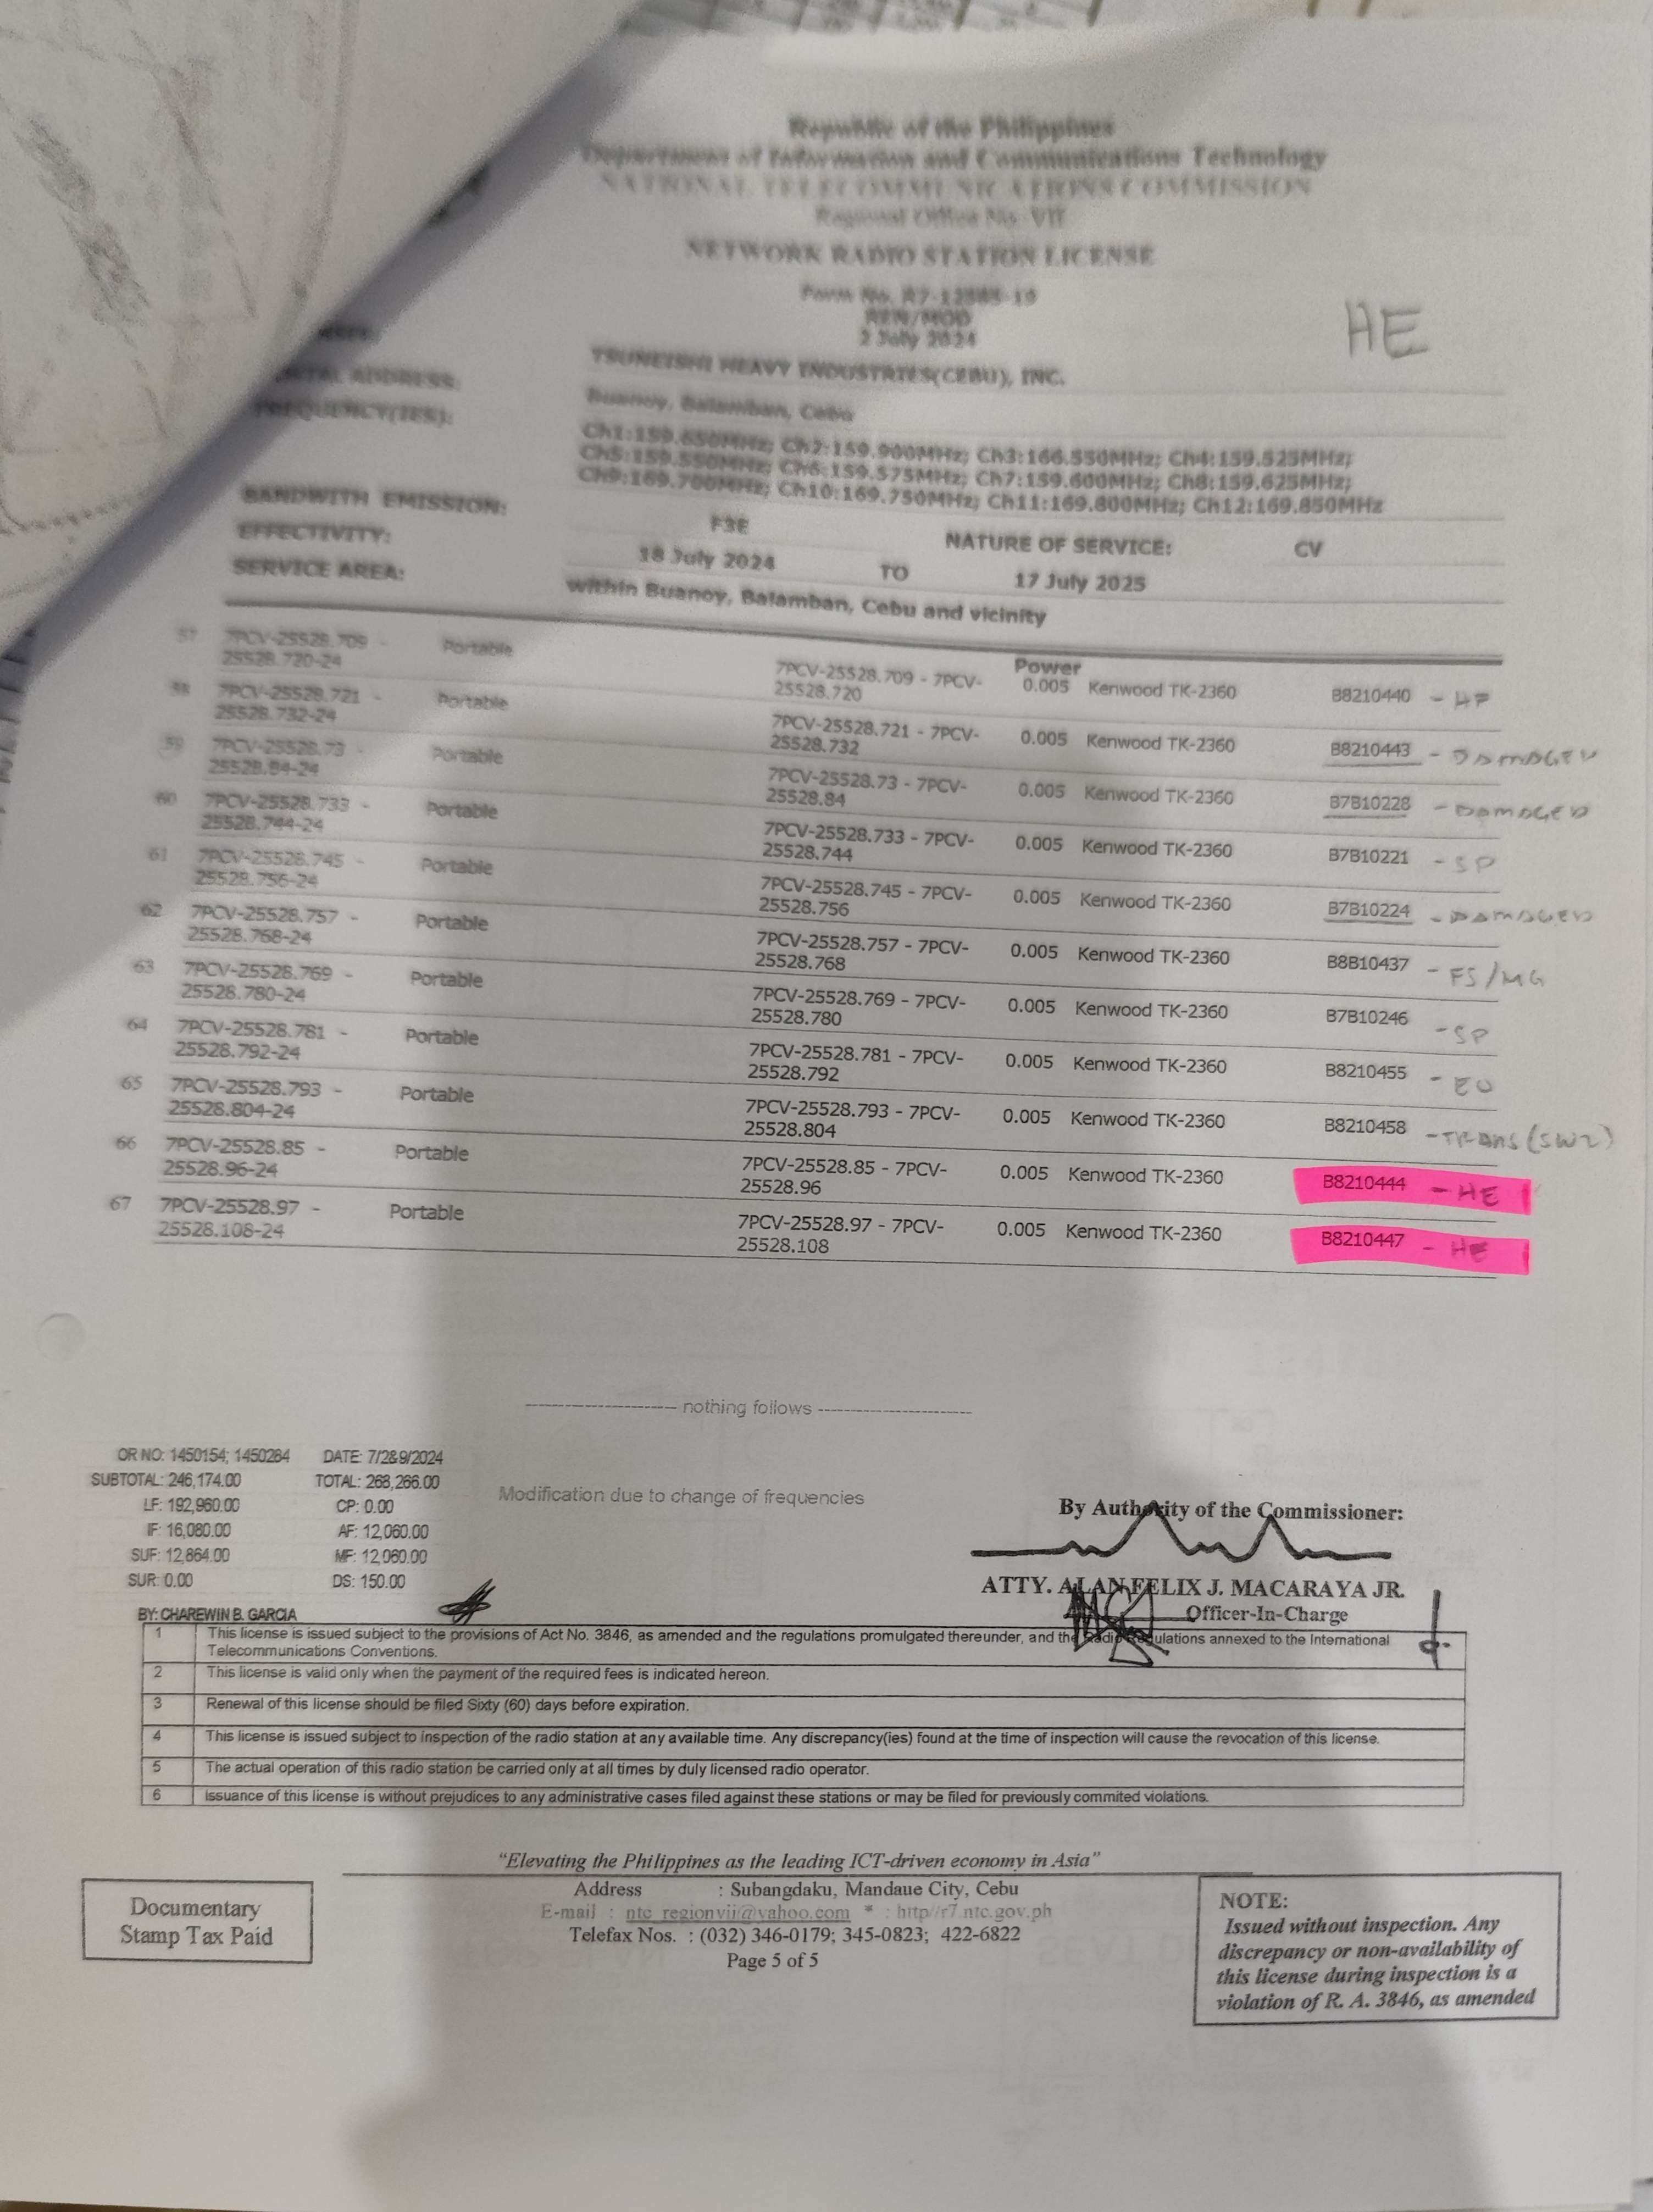 Republic of the Philippines
Department of Information and Communications Technology
NATIONAL TELECOMMUNICATIONS COMMISSION
Regional Office No. VII
NETWORK RADIO STATION LICENSE
REN/MOD
2 July 2024
HE
TSUNEISHI HEAVY INDUSTRIES(CEBU), INC.
ADDRESS: Buanoy, Balamban, Cebu
FREQUENCY(IES): Ch1:159.650MHz; Ch2:159.900MHz; Ch3:166.550MHz; Ch4:159.525MHz;
Ch5:159.550MHz; Ch6:159.575MHz; Ch7:159.600MHz; Ch8:159.625MHz;
Ch9:169.700MHz; Ch10:169.750MHz; Ch11:169.800MHz; Ch12:169.850MHz
BANDWITH EMISSION: F3E NATURE OF SERVICE: CV
EFFECTIVITY: 18 July 2024 TO 17 July 2025
SERVICE AREA: within Buanoy, Balamban, Cebu and vicinity
Power
57 7PCV-25528.709 - Portable 7PCV-25528.709 - 7PCV- 0.005 Kenwood TK-2360 B8210440 - HP
25528.720-24 25528.720
58 7PCV-25528.721 - Portable 7PCV-25528.721 - 7PCV- 0.005 Kenwood TK-2360 B8210443 - DAMAGED
25528.732-24 25528.732
59 7PCV-25528.73 - Portable 7PCV-25528.73 - 7PCV- 0.005 Kenwood TK-2360 B7B10228 - DAMAGED
25528.84-24 25528.84
60 7PCV-25528.733 - Portable 7PCV-25528.733 - 7PCV- 0.005 Kenwood TK-2360 B7B10221 - SP
25528.744-24 25528.744
61 7PCV-25528.745 - Portable 7PCV-25528.745 - 7PCV- 0.005 Kenwood TK-2360 B7B10224 - DAMAGED
25528.756-24 25528.756
62 7PCV-25528.757 - Portable 7PCV-25528.757 - 7PCV- 0.005 Kenwood TK-2360 B8B10437 - FS/MG
25528.768-24 25528.768
63 7PCV-25528.769 - Portable 7PCV-25528.769 - 7PCV- 0.005 Kenwood TK-2360 B7B10246 - SP
25528.780-24 25528.780
64 7PCV-25528.781 - Portable 7PCV-25528.781 - 7PCV- 0.005 Kenwood TK-2360 B8210455 - EO
25528.792-24 25528.792
65 7PCV-25528.793 - Portable 7PCV-25528.793 - 7PCV- 0.005 Kenwood TK-2360 B8210458 - TRANS (SW2)
25528.804-24 25528.804
66 7PCV-25528.85 - Portable 7PCV-25528.85 - 7PCV- 0.005 Kenwood TK-2360 B8210444 - HE
25528.96-24 25528.96
67 7PCV-25528.97 - Portable 7PCV-25528.97 - 7PCV- 0.005 Kenwood TK-2360 B8210447 - HE
25528.108-24 25528.108
-------------------- nothing follows --------------------
OR NO: 1450154; 1450284 DATE: 7/2&9/2024
SUBTOTAL: 246,174.00 TOTAL: 268,266.00
LF: 192,960.00 CP: 0.00
IF: 16,080.00 AF: 12,060.00
SUF: 12,864.00 MF: 12,060.00
SUR: 0.00 DS: 150.00
BY: CHAREWIN B. GARCIA
Modification due to change of frequencies
By Authority of the Commissioner:
ATTY. ALAN FELIX J. MACARAYA JR.
Officer-In-Charge
1 This license is issued subject to the provisions of Act No. 3846, as amended and the regulations promulgated thereunder, and the Radio Regulations annexed to the International
Telecommunications Conventions.
2 This license is valid only when the payment of the required fees is indicated hereon.
3 Renewal of this license should be filed Sixty (60) days before expiration.
4 This license is issued subject to inspection of the radio station at any available time. Any discrepancy(ies) found at the time of inspection will cause the revocation of this license.
5 The actual operation of this radio station be carried only at all times by duly licensed radio operator.
6 Issuance of this license is without prejudices to any administrative cases filed against these stations or may be filed for previously commited violations.
"Elevating the Philippines as the leading ICT-driven economy in Asia"
Address : Subangdaku, Mandaue City, Cebu
E-mail : ntc_regionvii@yahoo.com * : http//r7.ntc.gov.ph
Telefax Nos. : (032) 346-0179; 345-0823; 422-6822
Page 5 of 5
Documentary
Stamp Tax Paid
NOTE:
Issued without inspection. Any
discrepancy or non-availability of
this license during inspection is a
violation of R. A. 3846, as amended